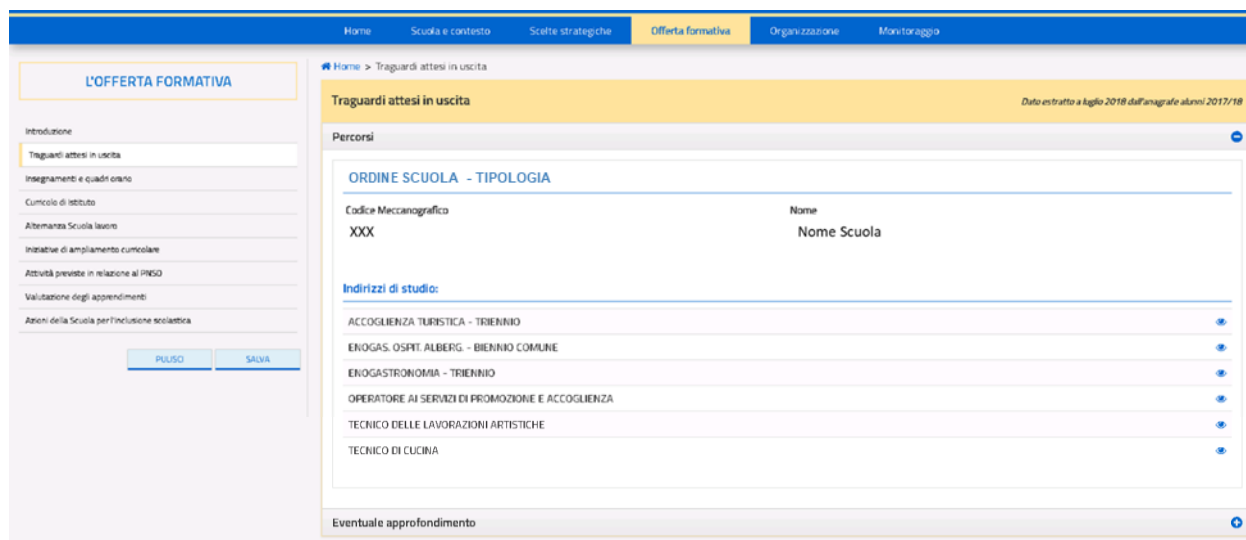 Home Scuola e contesto Scelte strategiche Offerta formativa Organizzazione Monitoraggio
L'OFFERTA FORMATIVA
Introduzione
Traguardi attesi in uscita
Insegnamenti e quadri orario
Curricolo di Istituto
Alternanza Scuola lavoro
Iniziative di ampliamento curricolare
Attività previste in relazione al PNSD
Valutazione degli apprendimenti
Azioni della Scuola per l'inclusione scolastica
PULISCI SALVA
Home > Traguardi attesi in uscita
Traguardi attesi in uscita Dato estratto a luglio 2018 dall'anagrafe alunni 2017/18
Percorsi
ORDINE SCUOLA - TIPOLOGIA
Codice Meccanografico Nome
XXX Nome Scuola
Indirizzi di studio:
ACCOGLIENZA TURISTICA - TRIENNIO
ENOGAS. OSPIT. ALBERG. - BIENNIO COMUNE
ENOGASTRONOMIA - TRIENNIO
OPERATORE AI SERVIZI DI PROMOZIONE E ACCOGLIENZA
TECNICO DELLE LAVORAZIONI ARTISTICHE
TECNICO DI CUCINA
Eventuale approfondimento